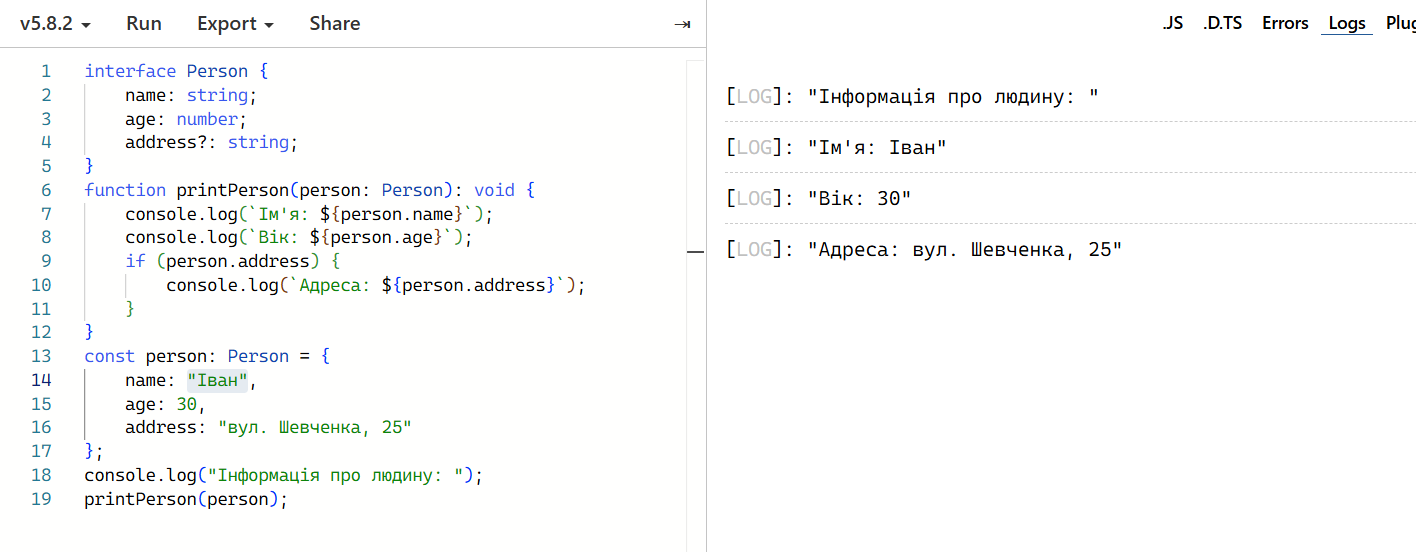 v5.8.2 Run Export Share
.JS .D.TS Errors Logs
1 interface Person {
2     name: string;
3     age: number;
4     address?: string;
5 }
6 function printPerson(person: Person): void {
7     console.log(`Ім'я: ${person.name}`);
8     console.log(`Вік: ${person.age}`);
9     if (person.address) {
10         console.log(`Адреса: ${person.address}`);
11     }
12 }
13 const person: Person = {
14     name: "Іван",
15     age: 30,
16     address: "вул. Шевченка, 25"
17 };
18 console.log("Інформація про людину: ");
19 printPerson(person);
[LOG]: "Інформація про людину: "
[LOG]: "Ім'я: Іван"
[LOG]: "Вік: 30"
[LOG]: "Адреса: вул. Шевченка, 25"